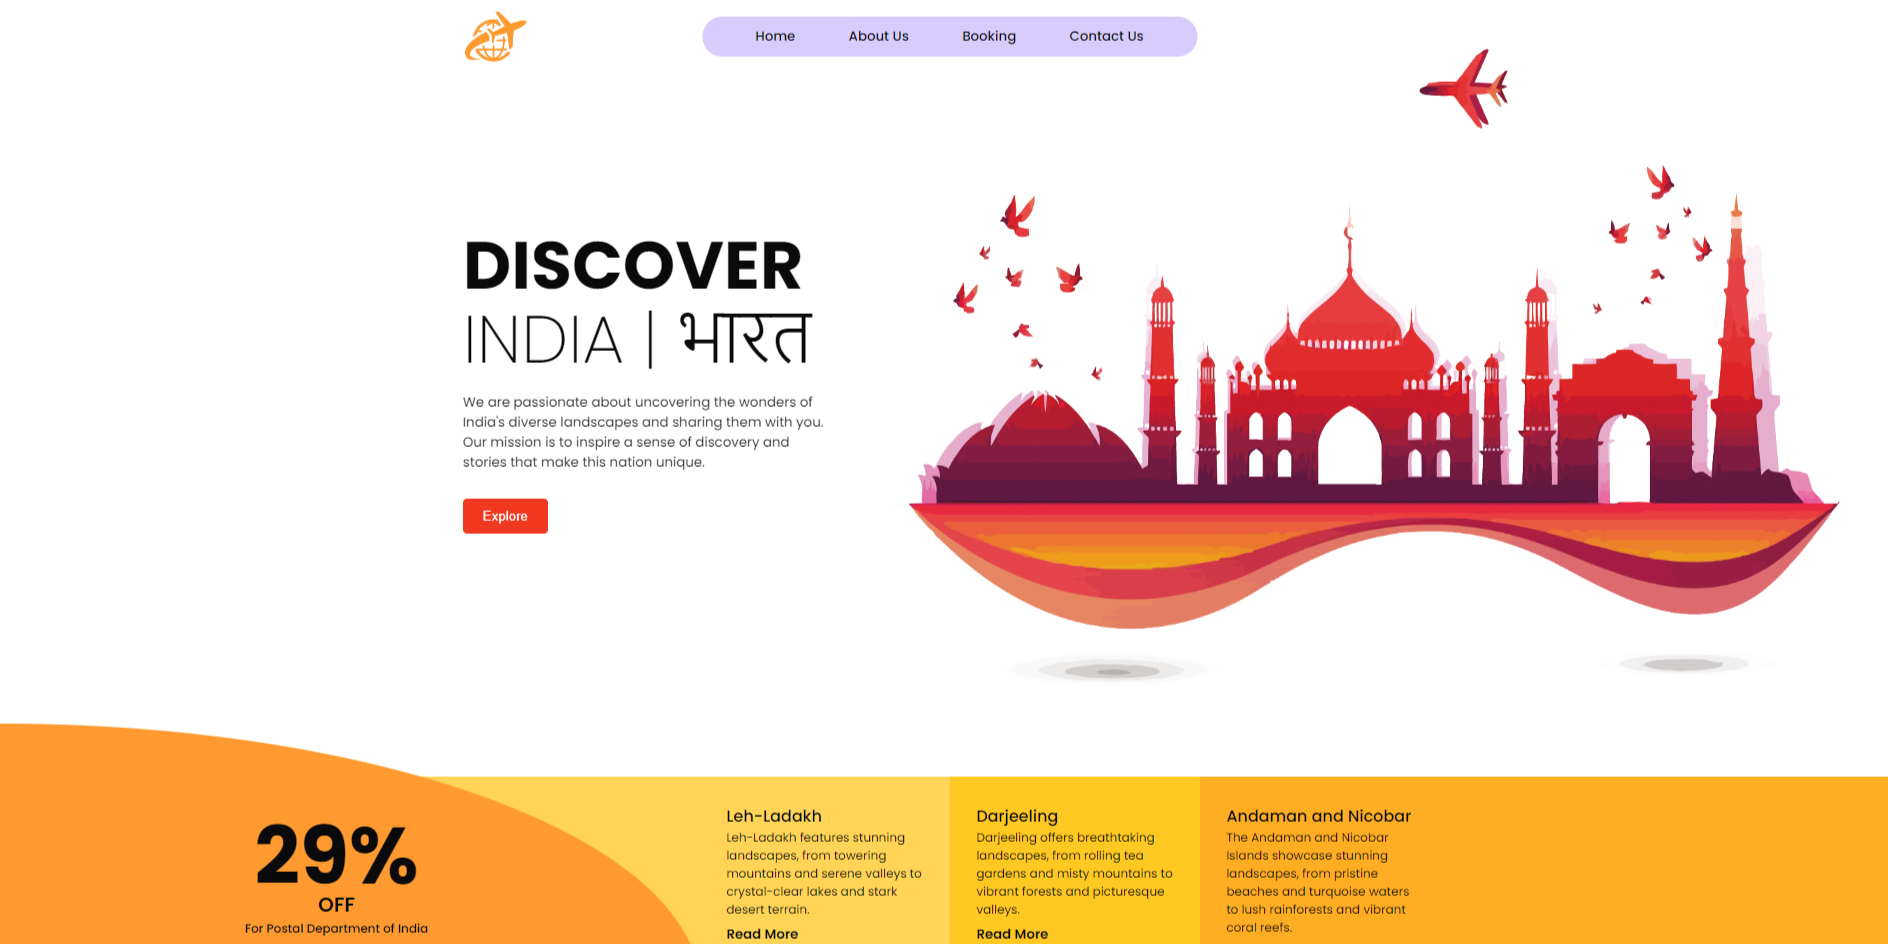 Home
About Us
Booking
Contact Us
DISCOVER
INDIA | भारत
We are passionate about uncovering the wonders of
India's diverse landscapes and sharing them with you.
Our mission is to inspire a sense of discovery and
stories that make this nation unique.
Explore
29%
OFF
For Postal Department of India
Leh-Ladakh
Leh-Ladakh features stunning
landscapes, from towering
mountains and serene valleys to
crystal-clear lakes and stark
desert terrain.
Read More
Darjeeling
Darjeeling offers breathtaking
landscapes, from rolling tea
gardens and misty mountains to
vibrant forests and picturesque
valleys.
Read More
Andaman and Nicobar
The Andaman and Nicobar
Islands showcase stunning
landscapes, from pristine
beaches and turquoise waters
to lush rainforests and vibrant
coral reefs.